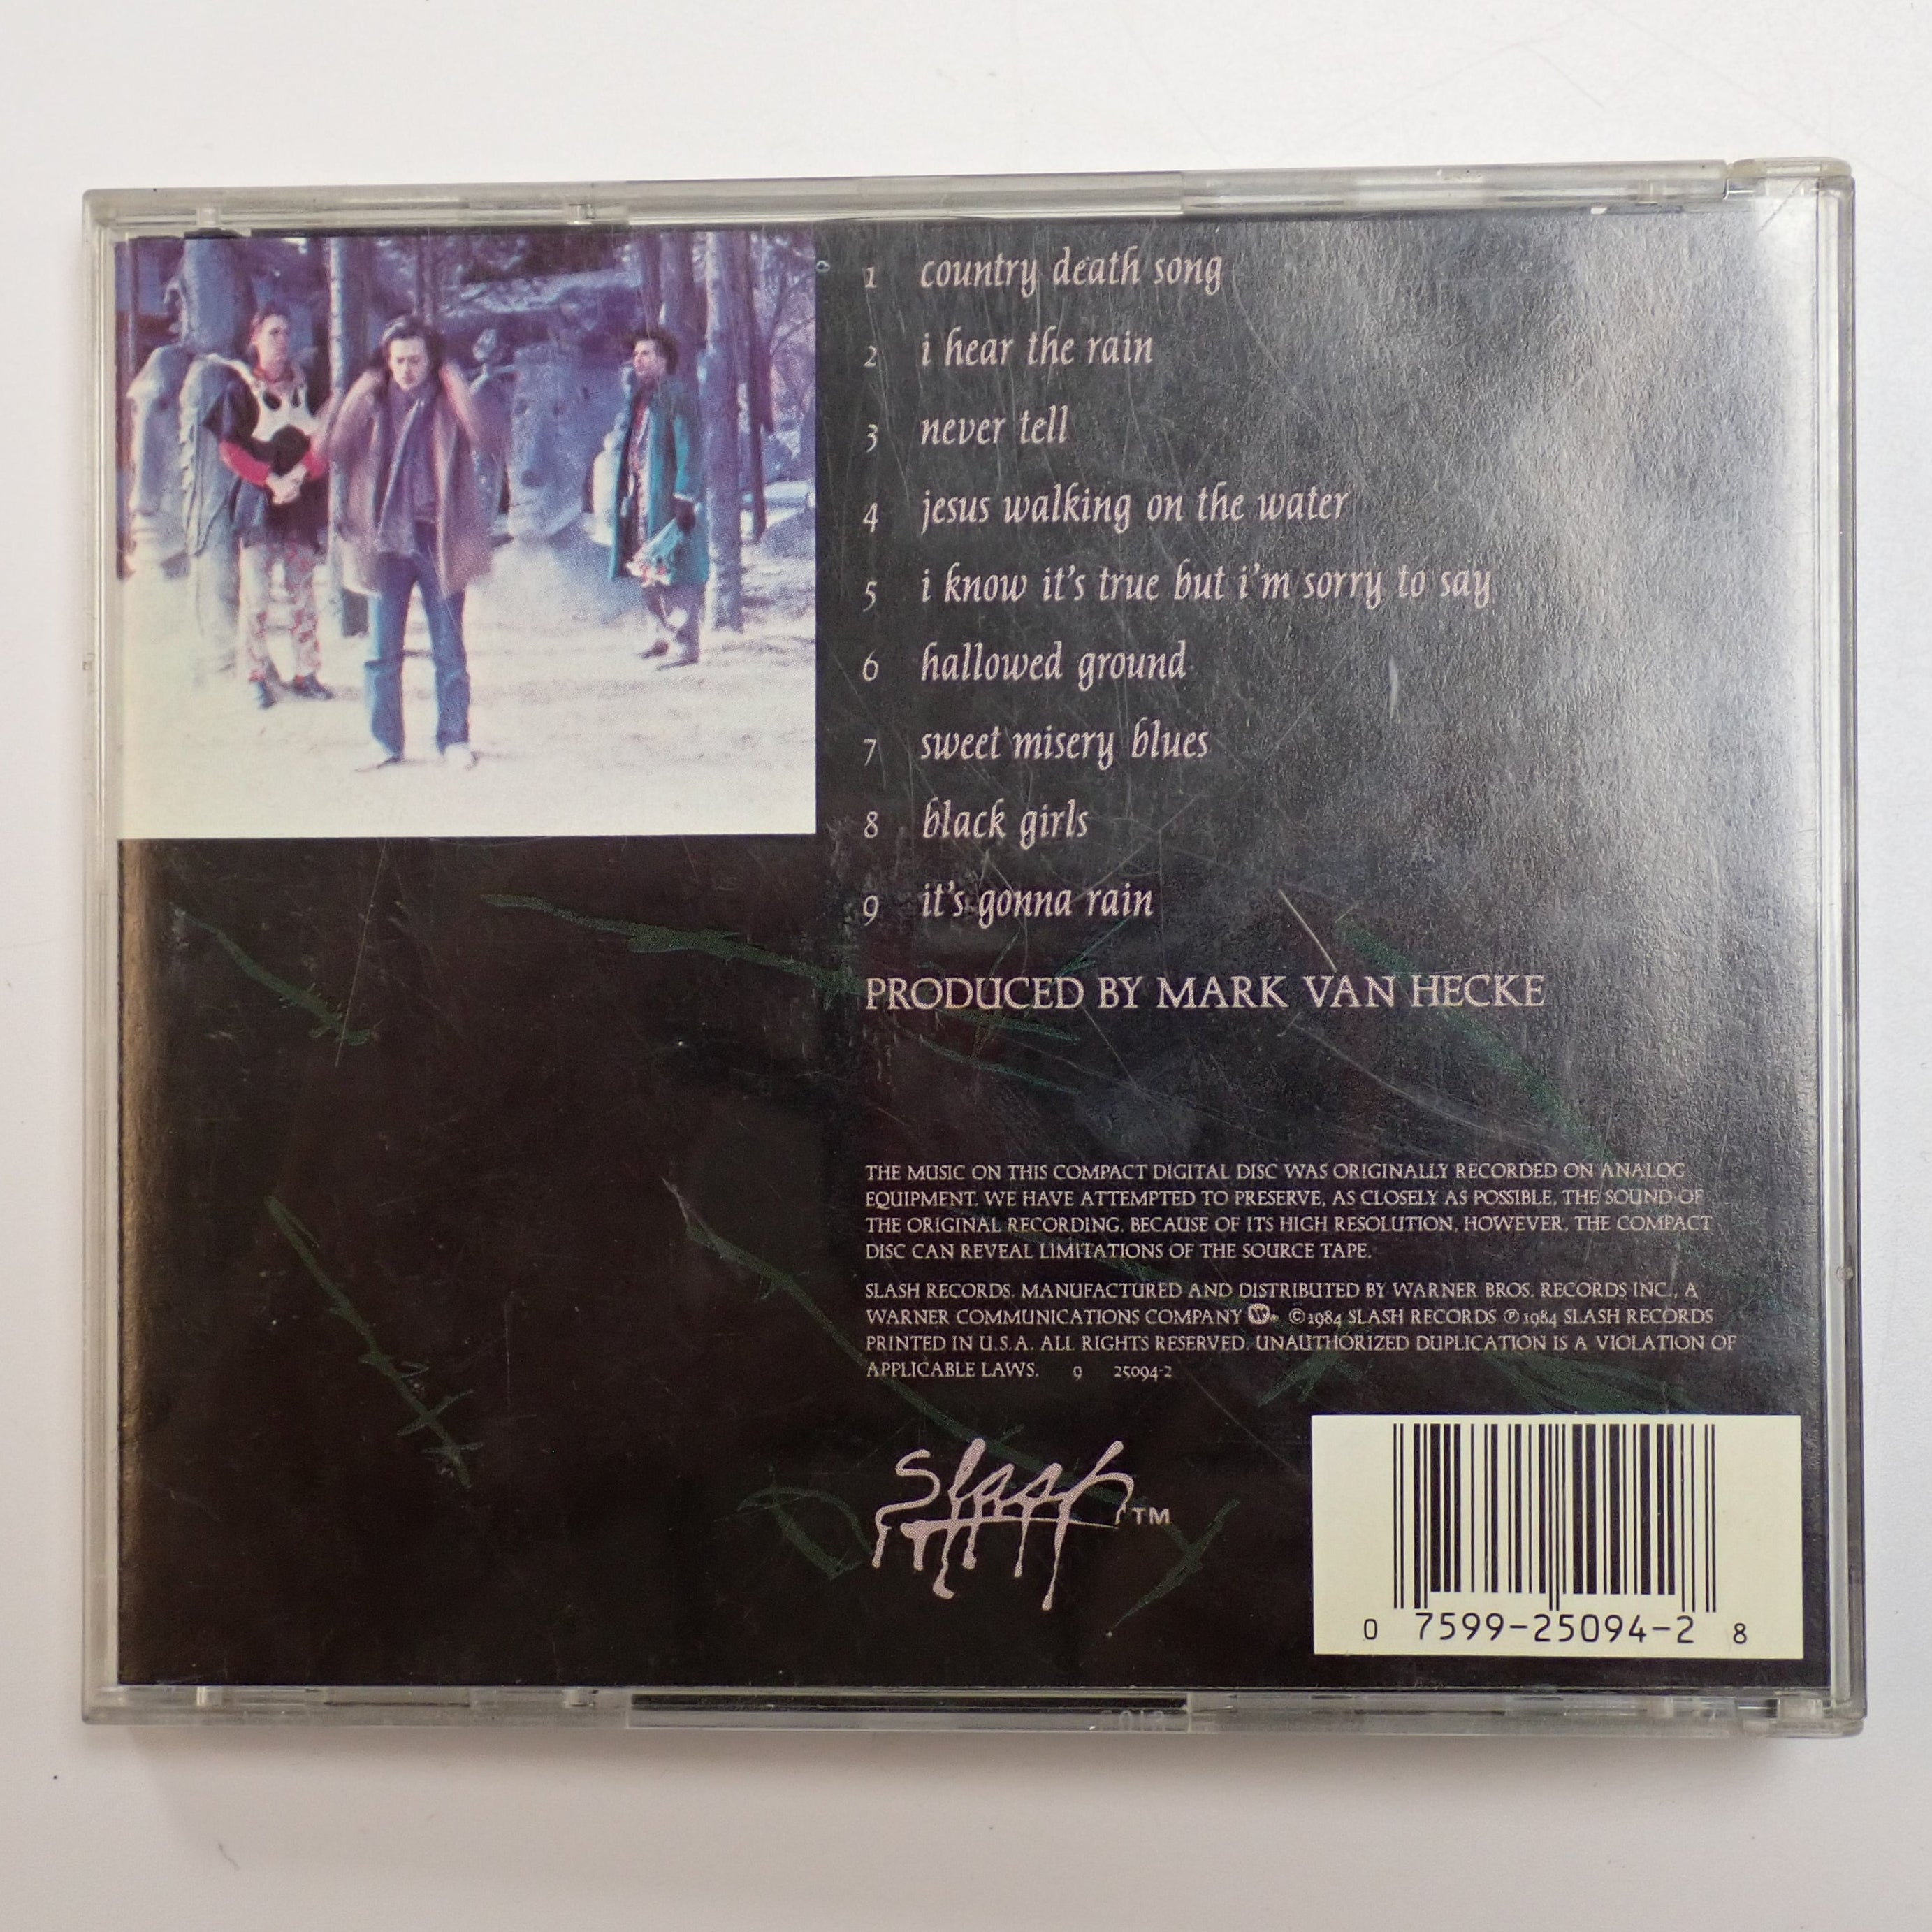 1 country death song
2 i hear the rain
3 never tell
4 jesus walking on the water
5 i know it's true but i'm sorry to say
6 hallowed ground
7 sweet misery blues
8 black girls
9 it's gonna rain
PRODUCED BY MARK VAN HECKE
THE MUSIC ON THIS COMPACT DIGITAL DISC WAS ORIGINALLY RECORDED ON ANALOG
EQUIPMENT. WE HAVE ATTEMPTED TO PRESERVE, AS CLOSELY AS POSSIBLE, THE SOUND OF
THE ORIGINAL RECORDING. BECAUSE OF ITS HIGH RESOLUTION, HOWEVER, THE COMPACT
DISC CAN REVEAL LIMITATIONS OF THE SOURCE TAPE.
SLASH RECORDS. MANUFACTURED AND DISTRIBUTED BY WARNER BROS. RECORDS INC., A
WARNER COMMUNICATIONS COMPANY ©1984 SLASH RECORDS ℗1984 SLASH RECORDS
PRINTED IN U.S.A. ALL RIGHTS RESERVED. UNAUTHORIZED DUPLICATION IS A VIOLATION OF
APPLICABLE LAWS. 9 25094-2
Slash TM
0 7599-25094-2 8